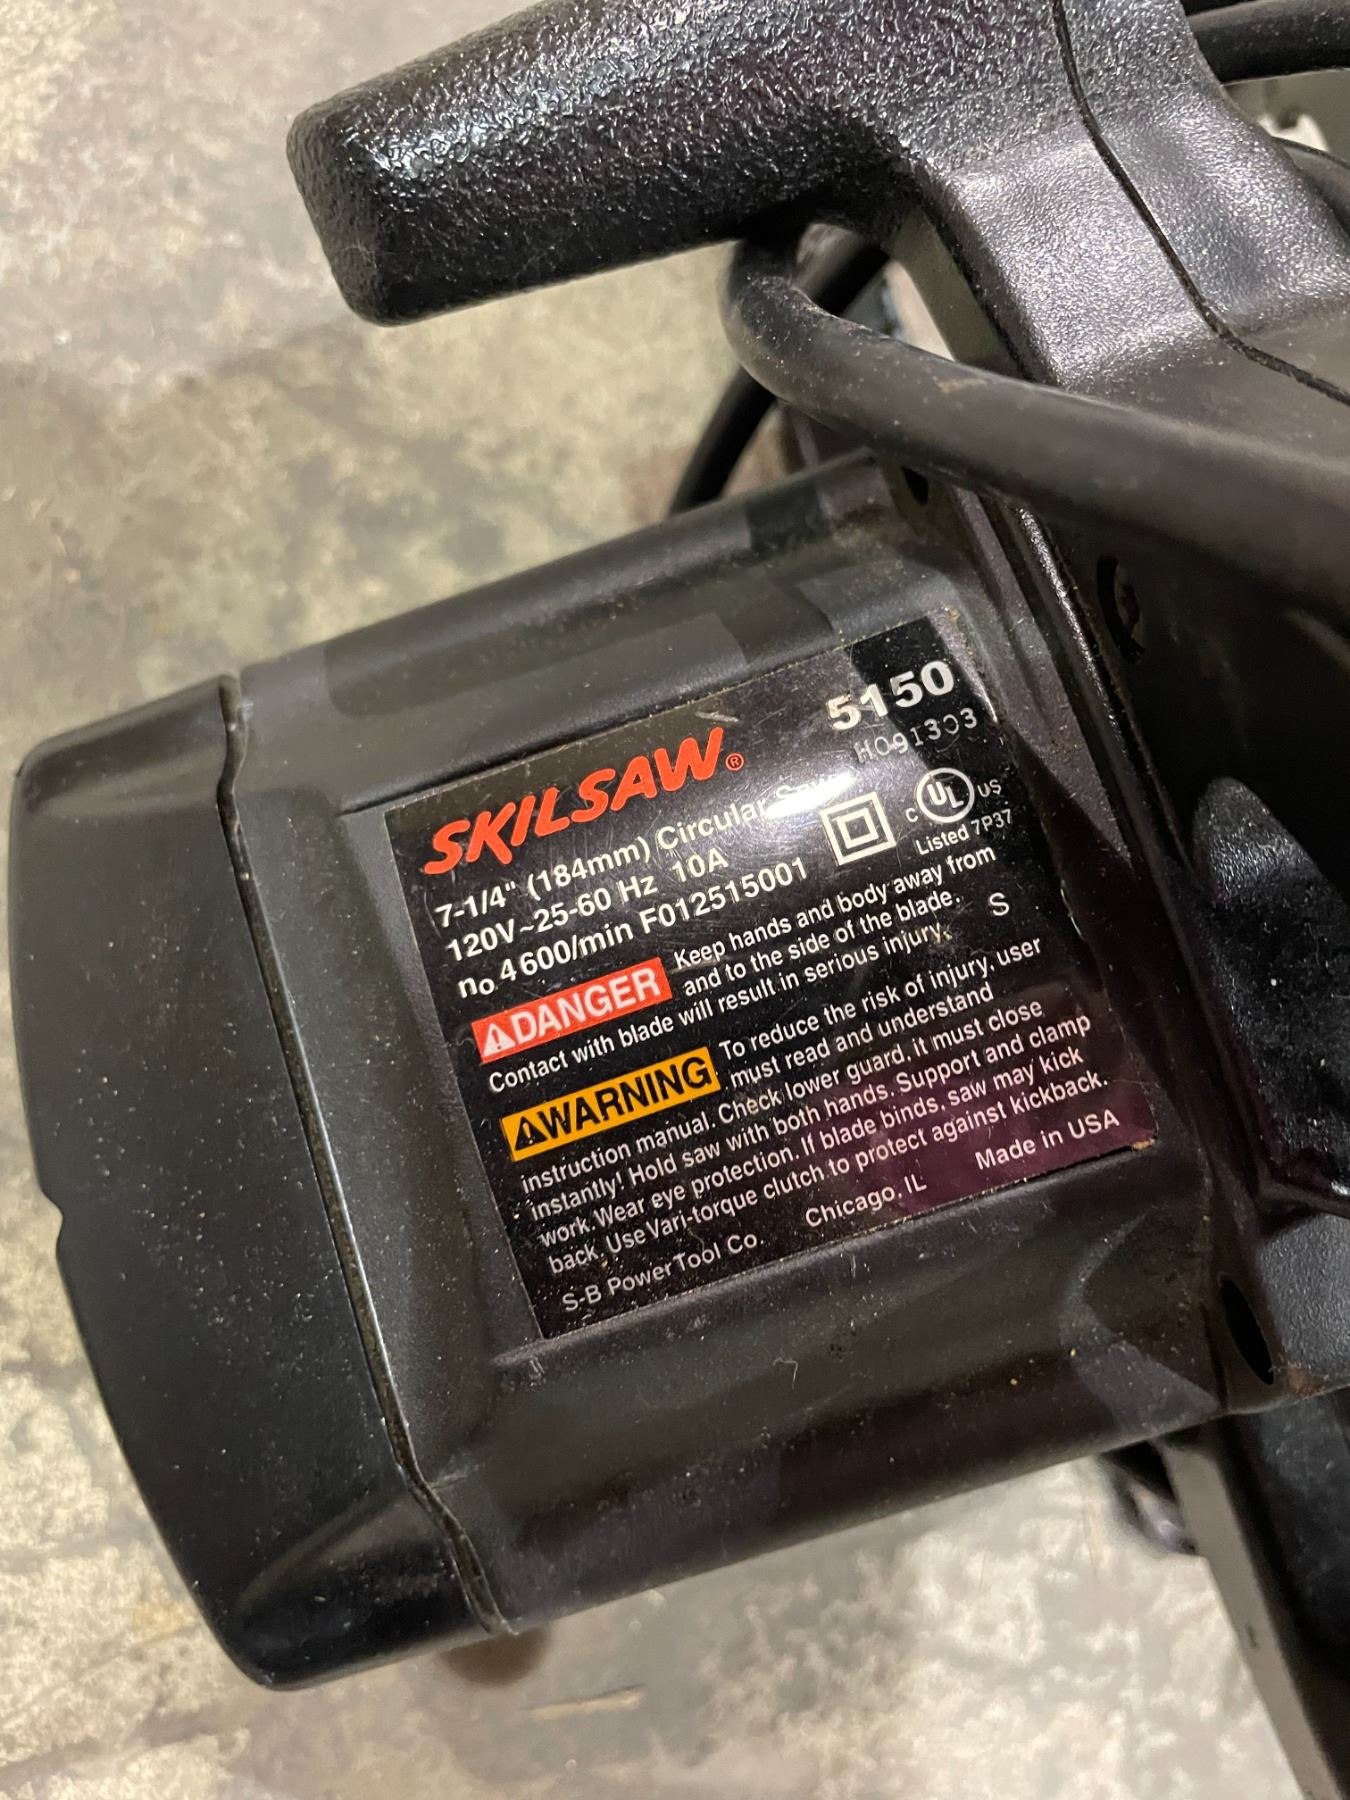 5150
H091303
SKILSAW®
7-1/4" (184mm) Circular Saw
120V~25-60 Hz 10A
no 4600/min F012515001
C UL US
Listed 7P37
S
⚠DANGER Keep hands and body away from
and to the side of the blade.
Contact with blade will result in serious injury.
⚠WARNING To reduce the risk of injury, user
must read and understand
instruction manual. Check lower guard, it must close
instantly! Hold saw with both hands. Support and clamp
work. Wear eye protection. If blade binds, saw may kick
back. Use Vari-torque clutch to protect against kickback.
S-B Power Tool Co. Chicago, IL Made in USA